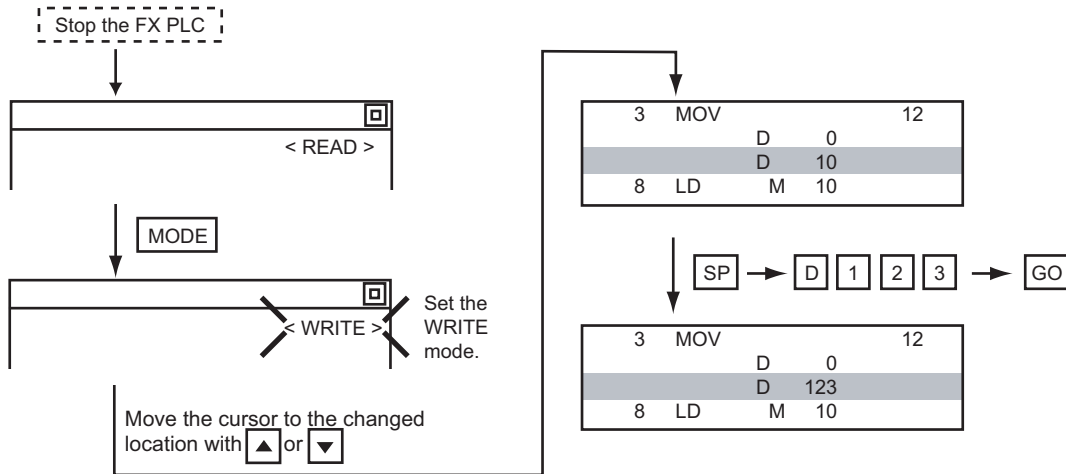 Stop the FX PLC
< READ >
MODE
< WRITE >
Set the
WRITE
mode.
Move the cursor to the changed
location with ▲ or ▼
3 MOV 12
D 0
D 10
8 LD M 10
SP D 1 2 3 GO
3 MOV 12
D 0
D 123
8 LD M 10